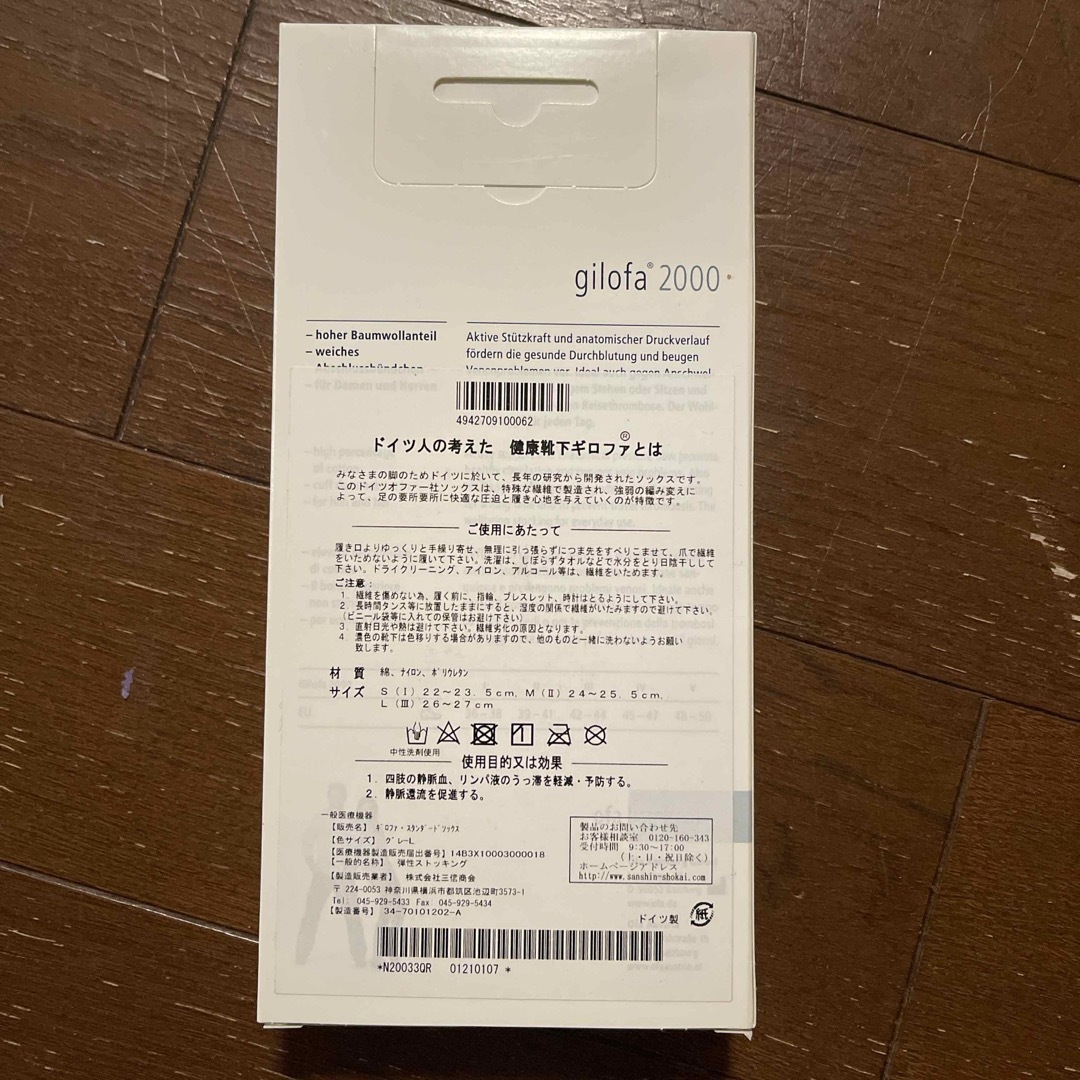 gilofa® 2000
– hoher Baumwollanteil
– weiches
Aktive Stützkraft und anatomischer Druckverlauf
fördern die gesunde Durchblutung und beugen
Venenproblemen vor. Ideal auch gegen Anschwel
– für Damen und Herren
4942709100062
ドイツ人の考えた 健康靴下ギロファ®とは
みなさまの脚のためドイツに於いて、長年の研究から開発されたソックスです。
このドイツオファー社ソックスは、特殊な繊維で製造され、強弱の編み変えに
よって、足の要所要所に快適な圧迫と履き心地を与えていくのが特徴です。
ご使用にあたって
履き口よりゆっくりと手繰り寄せ、無理に引っ張らずにつま先をすべりこませて、爪で繊維
をいためないように履いて下さい。洗濯は、しぼらずタオルなどで水分をとり日陰干しして
下さい。ドライクリーニング、アイロン、アルコール等は、繊維をいためます。
ご注意:
1. 繊維を傷めない為、履く前に、指輪、ブレスレット、時計はとるようにして下さい。
2. 長時間タンス等に放置したままにすると、湿度の関係で繊維がいたみますので避けて下さい。
(ビニール袋等に入れての保管はお避け下さい)
3. 直射日光や熱は避けて下さい。繊維劣化の原因となります。
4. 濃色の靴下は色移りする場合がありますので、他のものと一緒に洗わないようお願い
致します。
材 質 綿、ナイロン、ポリウレタン
サイズ S(Ⅰ)22~23.5cm, M(Ⅱ)24~25.5cm,
L(Ⅲ)26~27cm
中性洗剤使用
使用目的又は効果
1. 四肢の静脈血、リンパ液のうっ滞を軽減・予防する。
2. 静脈還流を促進する。
一般医療機器
【販売名】 ギロファ・スタンダードソックス
【色サイズ】 グレーL
【医療機器製造販売届出番号】 14B3X10003000018
【一般的名称】 弾性ストッキング
【製造販売業者】 株式会社三信商会
〒 224-0053 神奈川県横浜市都筑区池辺町3573-1
Tel: 045-929-5433 Fax 045-929-5434
【製造番号】 34-70101202-A
製品のお問い合わせ先
お客様相談室 0120-160-343
受付時間 9:30~17:00
(土・日・祝日除く)
ホームページアドレス
http://www.sanshin-shokai.com
ドイツ製
紙
*N20033QR 01210107 *